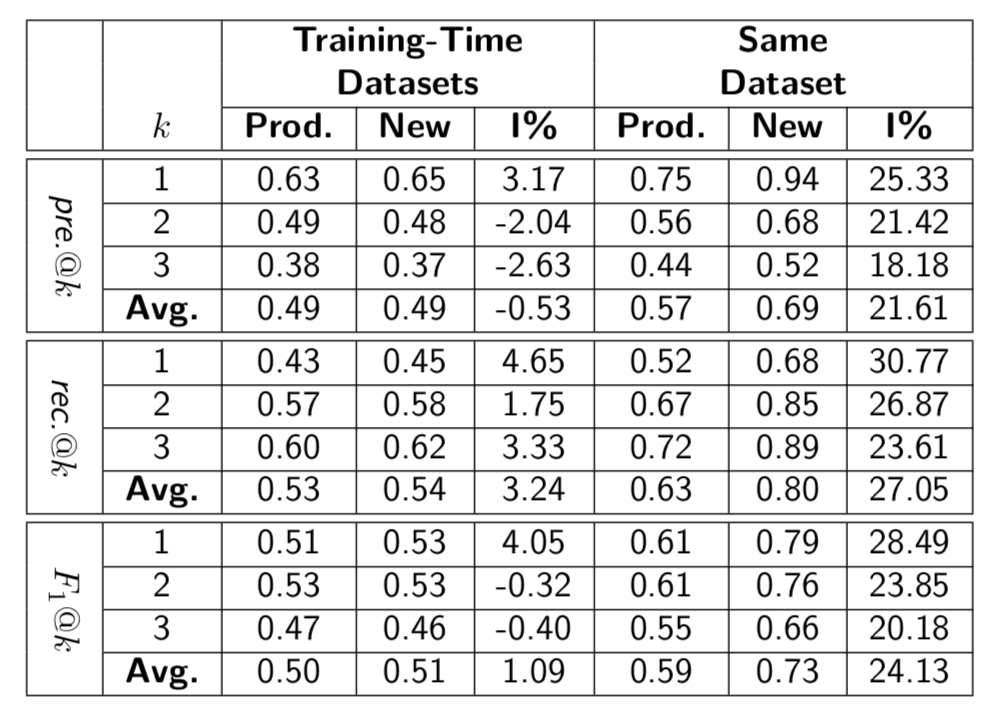 Training-Time Datasets Same Dataset
k Prod. New I% Prod. New I%
pre.@k
1 0.63 0.65 3.17 0.75 0.94 25.33
2 0.49 0.48 -2.04 0.56 0.68 21.42
3 0.38 0.37 -2.63 0.44 0.52 18.18
Avg. 0.49 0.49 -0.53 0.57 0.69 21.61
rec.@k
1 0.43 0.45 4.65 0.52 0.68 30.77
2 0.57 0.58 1.75 0.67 0.85 26.87
3 0.60 0.62 3.33 0.72 0.89 23.61
Avg. 0.53 0.54 3.24 0.63 0.80 27.05
F₁@k
1 0.51 0.53 4.05 0.61 0.79 28.49
2 0.53 0.53 -0.32 0.61 0.76 23.85
3 0.47 0.46 -0.40 0.55 0.66 20.18
Avg. 0.50 0.51 1.09 0.59 0.73 24.13